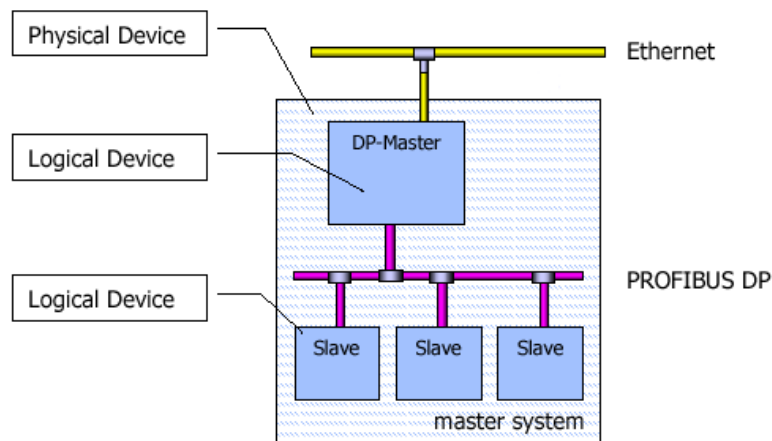 Physical Device
Ethernet
DP-Master
Logical Device
PROFIBUS DP
Logical Device
Slave
Slave
Slave
master system